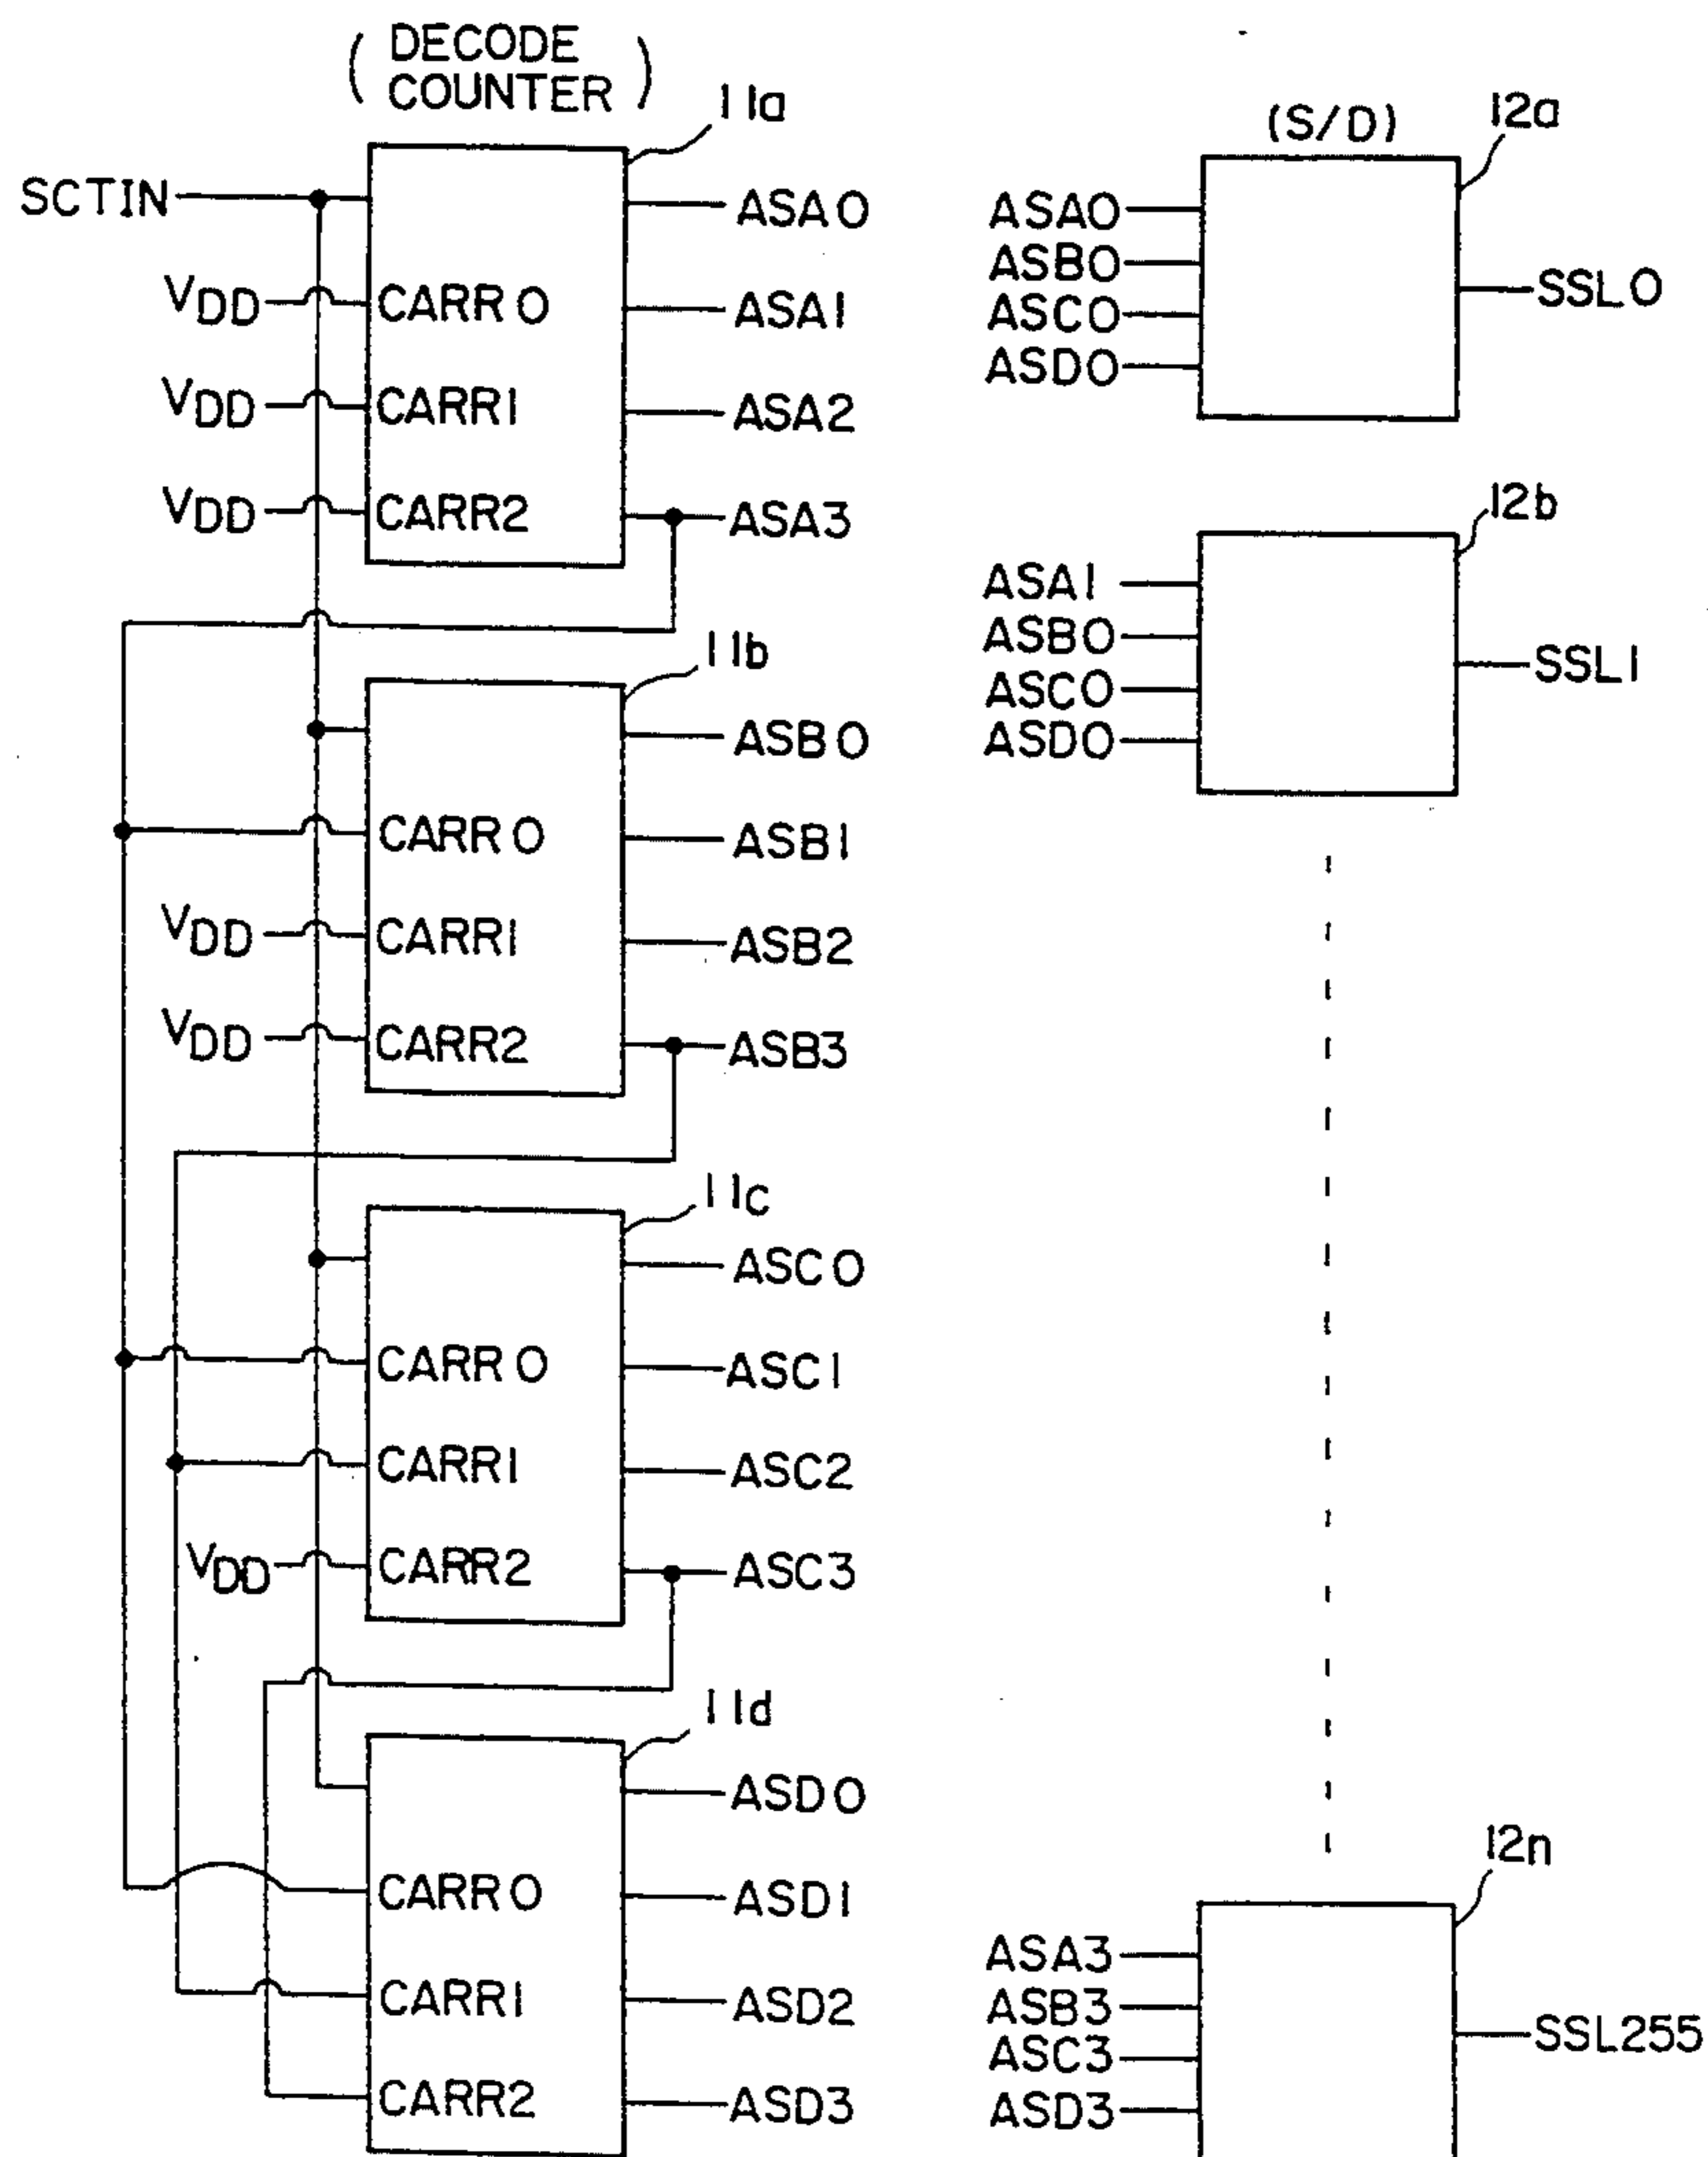 ( DECODE
COUNTER )
11a
SCTIN
VDD
CARR0
VDD
CARR1
VDD
CARR2
ASA0
ASA1
ASA2
ASA3
11b
VDD
VDD
CARR0
CARR1
CARR2
ASB0
ASB1
ASB2
ASB3
11c
VDD
CARR0
CARR1
CARR2
ASC0
ASC1
ASC2
ASC3
11d
CARR0
CARR1
CARR2
ASD0
ASD1
ASD2
ASD3
(S/D)
12a
ASA0
ASB0
ASC0
ASD0
SSL0
12b
ASA1
ASB0
ASC0
ASD0
SSL1
12n
ASA3
ASB3
ASC3
ASD3
SSL255